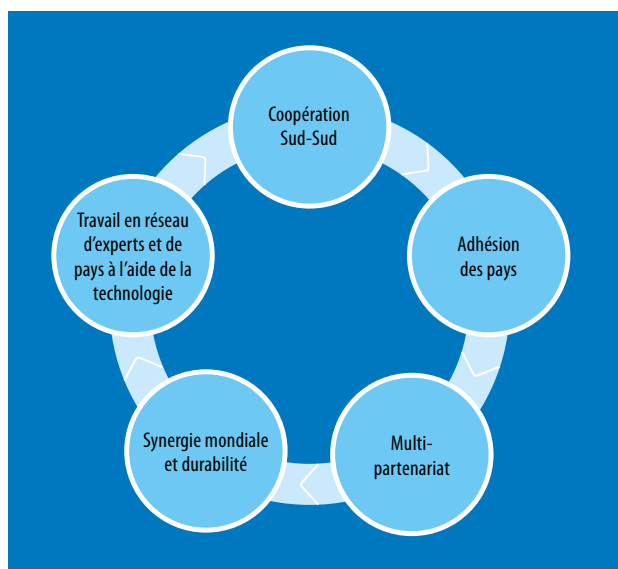 Coopération
Sud-Sud
Adhésion
des pays
Multi-
partenariat
Synergie mondiale
et durabilité
Travail en réseau
d'experts et de
pays à l'aide de la
technologie